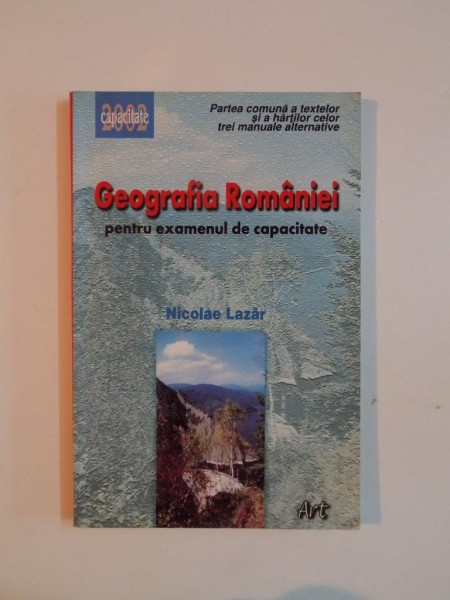 2002
capacitate
Partea comună a textelor
și a hărților celor
trei manuale alternative
Geografia României
pentru examenul de capacitate
Nicolae Lazăr
Art